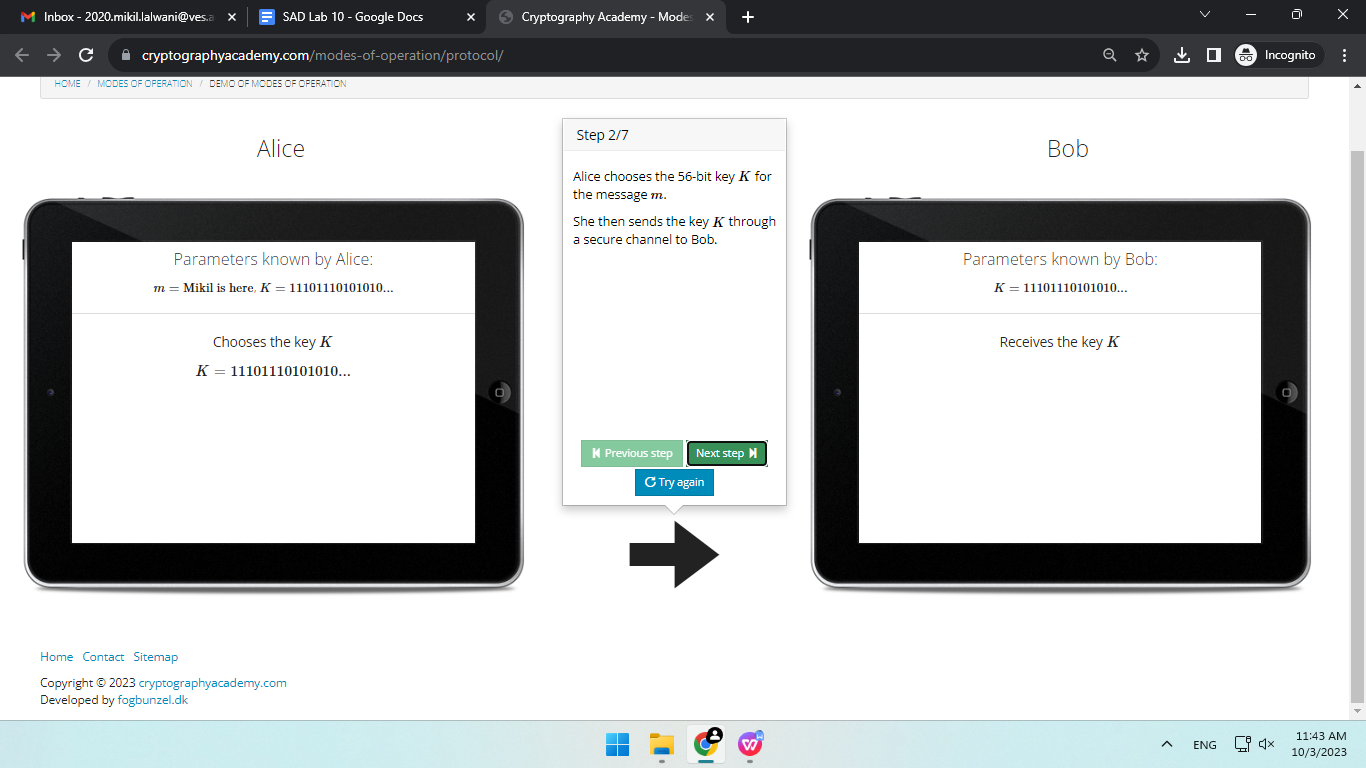 Inbox - 2020.mikil.lalwani@ves.a
SAD Lab 10 - Google Docs
Cryptography Academy - Modes
cryptographyacademy.com/modes-of-operation/protocol/
Incognito
HOME / MODES OF OPERATION / DEMO OF MODES OF OPERATION
Alice
Parameters known by Alice:
m = Mikil is here, K = 11101110101010...
Chooses the key K
K = 11101110101010...
Step 2/7
Alice chooses the 56-bit key K for
the message m.
She then sends the key K through
a secure channel to Bob.
Previous step
Next step
Try again
Bob
Parameters known by Bob:
K = 11101110101010...
Receives the key K
Home Contact Sitemap
Copyright © 2023 cryptographyacademy.com
Developed by fogbunzel.dk
ENG
11:43 AM
10/3/2023